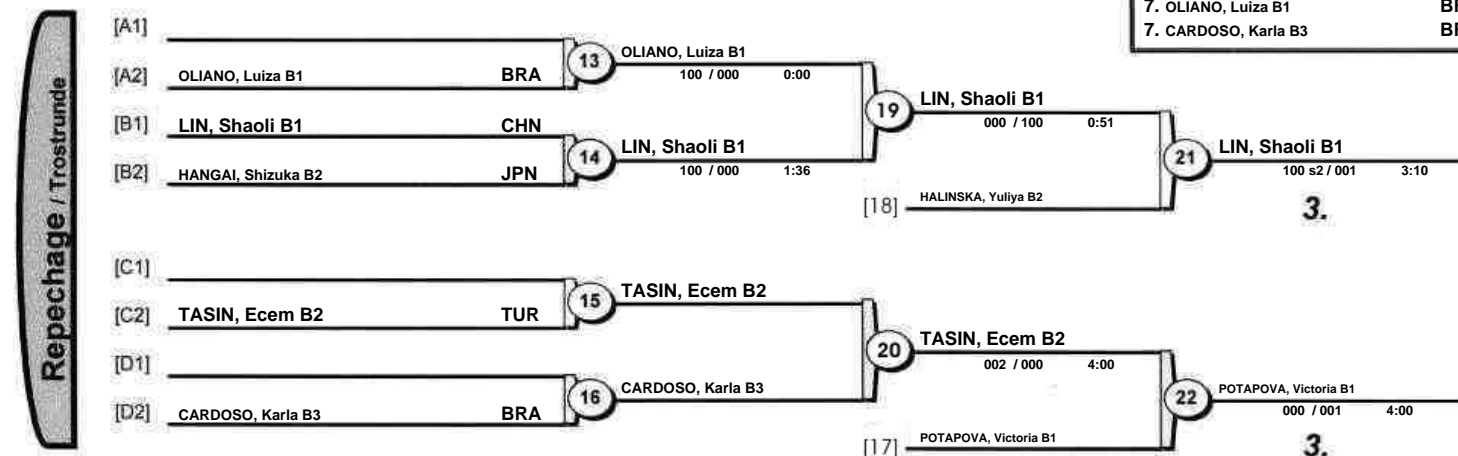 7. OLIANO, Luiza B1
7. CARDOSO, Karla B3
Repechage / Trostrunde
[A1]
[A2] OLIANO, Luiza B1 BRA
13
OLIANO, Luiza B1
100 / 000 0:00
[B1] LIN, Shaoli B1 CHN
[B2] HANGAI, Shizuka B2 JPN
14
LIN, Shaoli B1
100 / 000 1:36
19
LIN, Shaoli B1
000 / 100 0:51
[18] HALINSKA, Yuliya B2
21
LIN, Shaoli B1
100 s2 / 001 3:10
3.
[C1]
[C2] TASIN, Ecem B2 TUR
15
TASIN, Ecem B2
[D1]
[D2] CARDOSO, Karla B3 BRA
16
CARDOSO, Karla B3
20
TASIN, Ecem B2
002 / 000 4:00
[17] POTAPOVA, Victoria B1
22
POTAPOVA, Victoria B1
000 / 001 4:00
3.